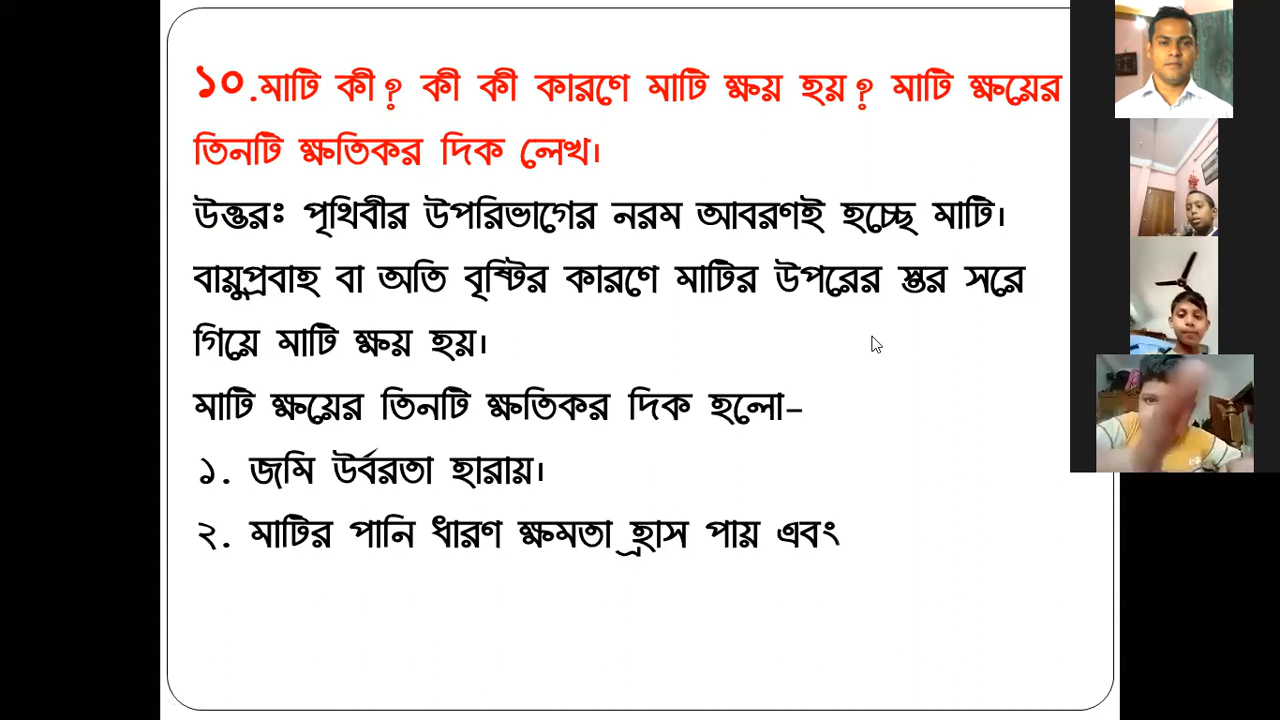 ১০.মাটি কী? কী কী কারণে মাটি ক্ষয় হয়? মাটি ক্ষয়ের
তিনটি ক্ষতিকর দিক লেখ।
উত্তরঃ পৃথিবীর উপরিভাগের নরম আবরণই হচ্ছে মাটি।
বায়ুপ্রবাহ বা অতি বৃষ্টির কারণে মাটির উপরের স্তর সরে
গিয়ে মাটি ক্ষয় হয়।
মাটি ক্ষয়ের তিনটি ক্ষতিকর দিক হলো-
১. জমি উর্বরতা হারায়।
২. মাটির পানি ধারণ ক্ষমতা হ্রাস পায় এবং